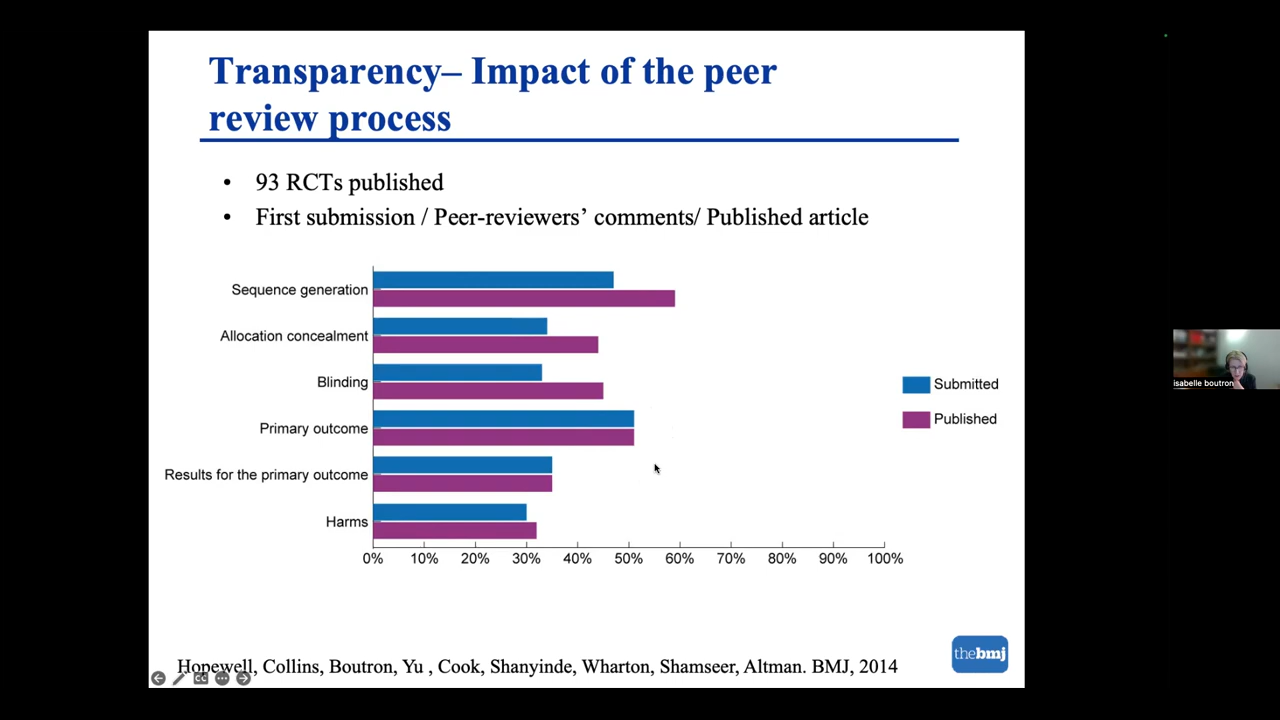 Transparency– Impact of the peer
review process
• 93 RCTs published
• First submission / Peer-reviewers’ comments/ Published article
Sequence generation
Allocation concealment
Blinding
Primary outcome
Results for the primary outcome
Harms
0% 10% 20% 30% 40% 50% 60% 70% 80% 90% 100%
Submitted
Published
isabelle boutron
Hopewell, Collins, Boutron, Yu , Cook, Shanyinde, Wharton, Shamseer, Altman. BMJ, 2014
thebmj
CC